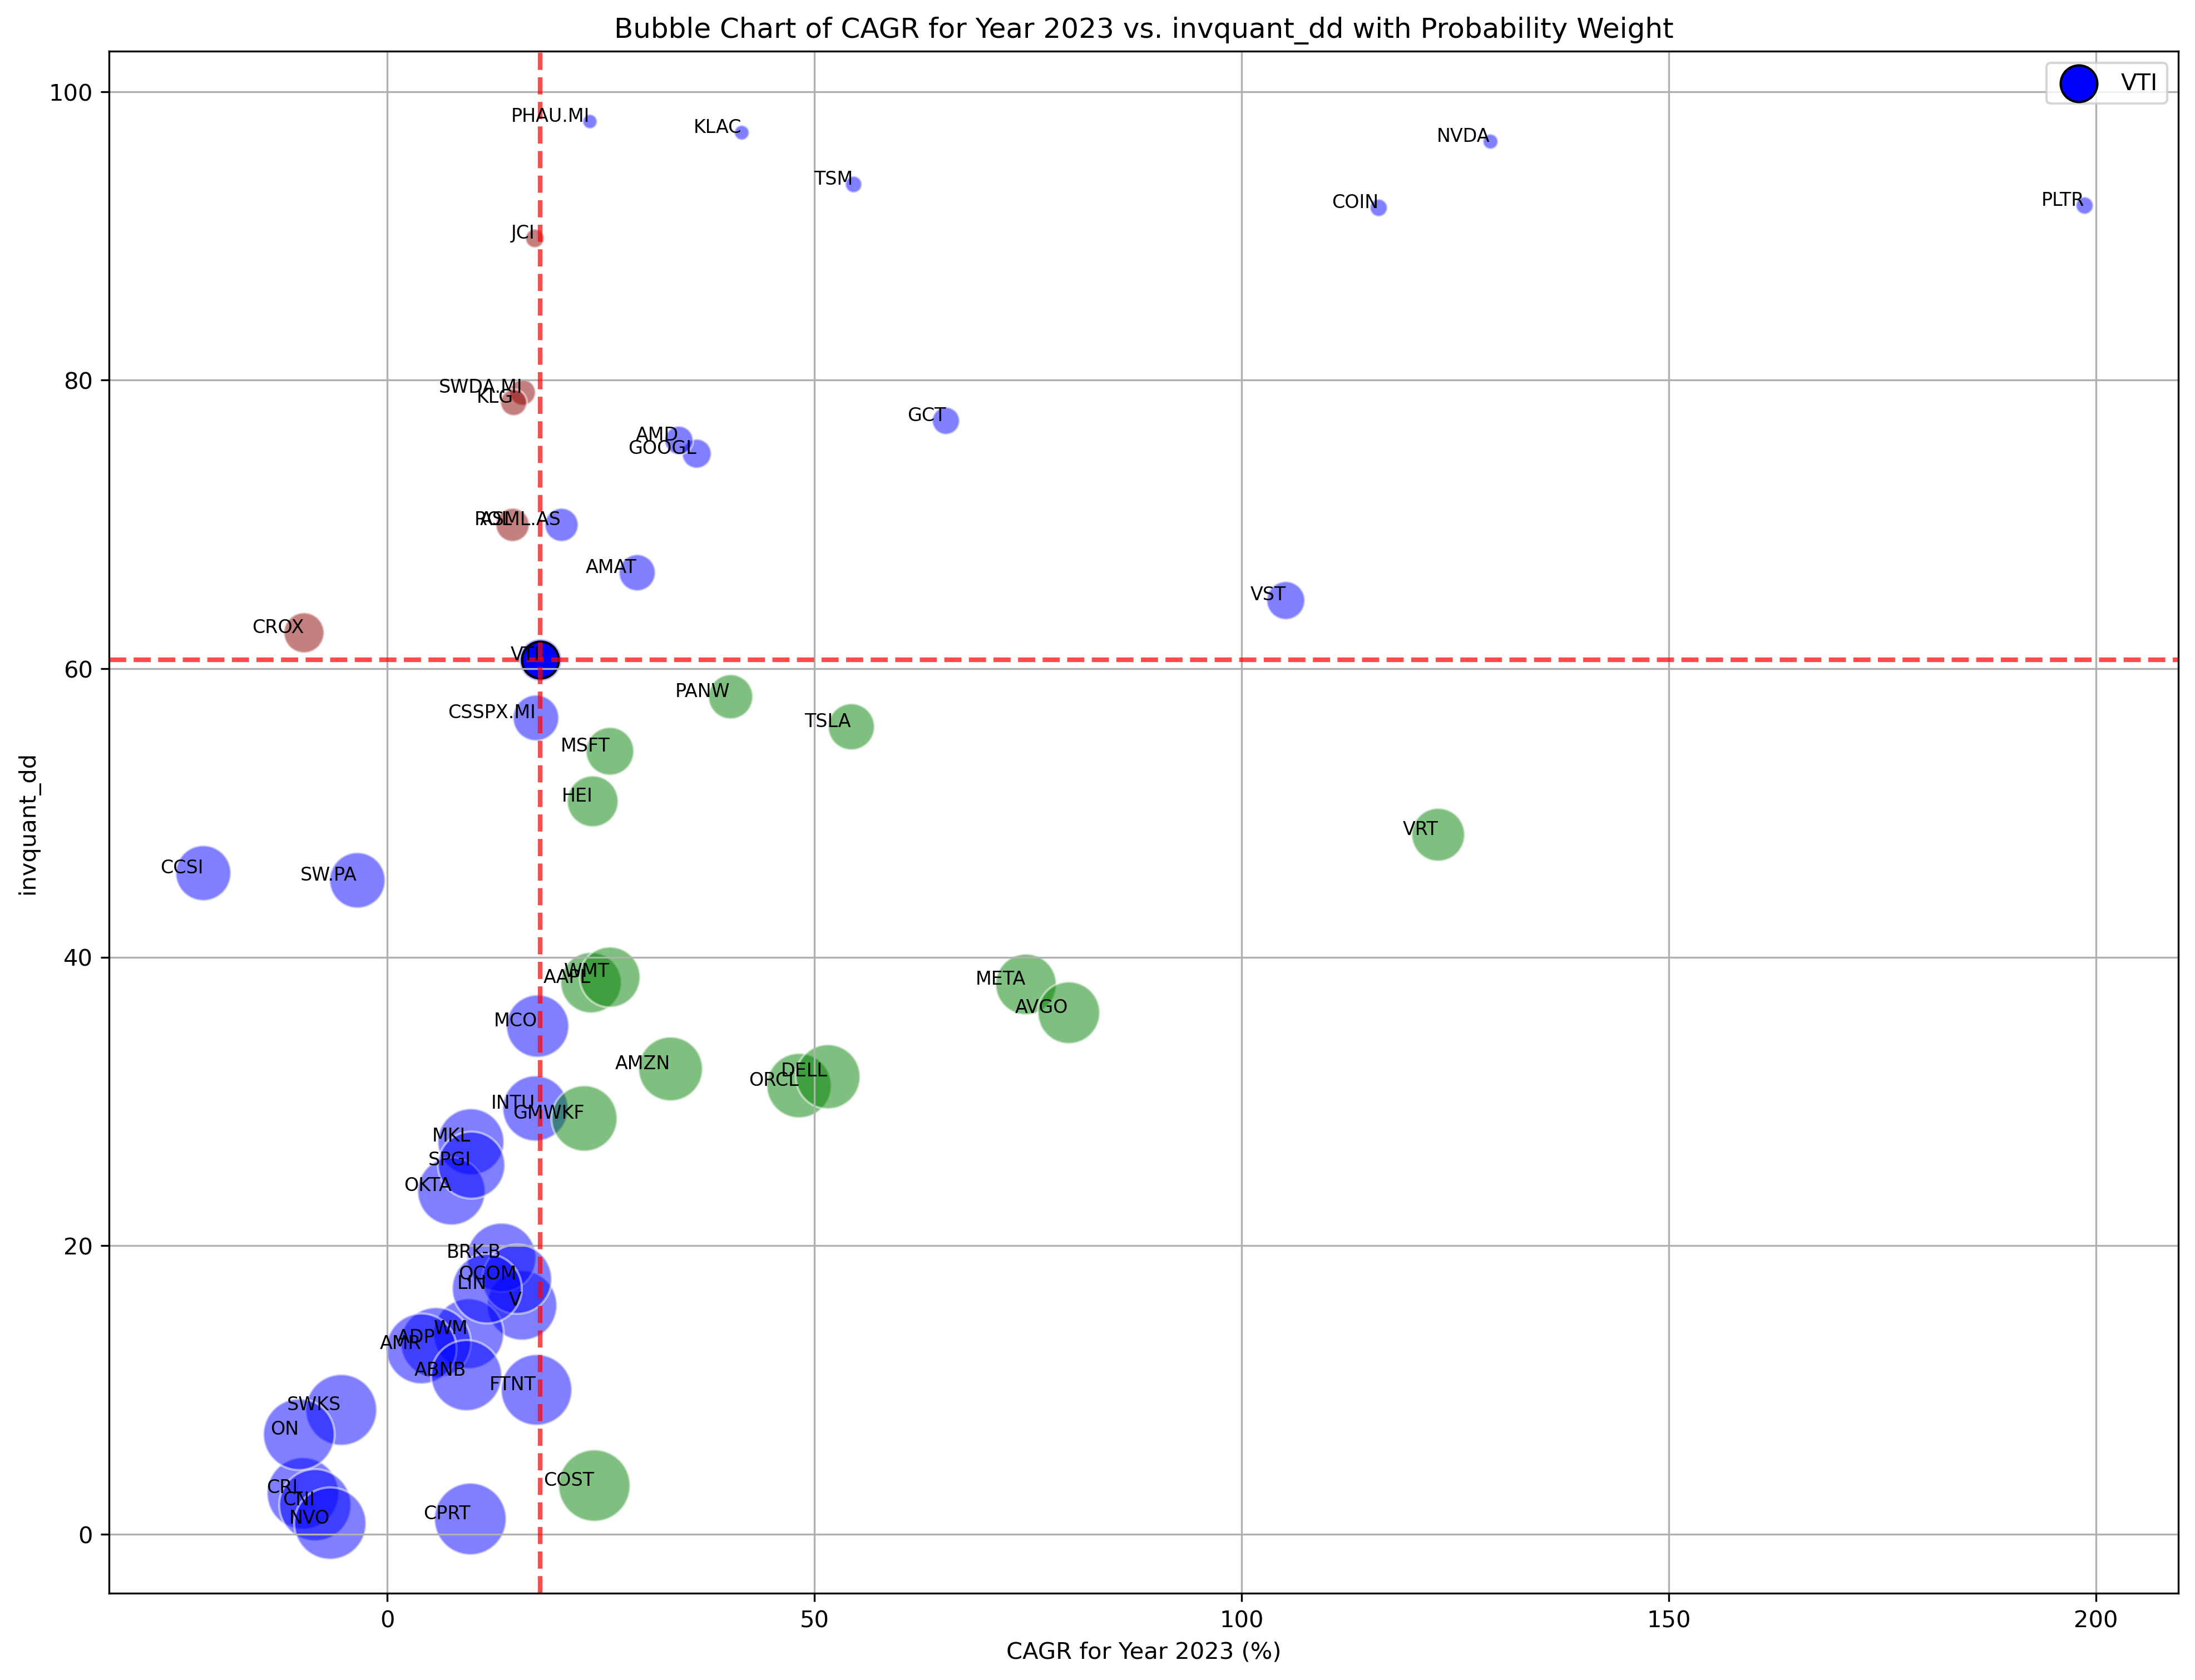 Bubble Chart of CAGR for Year 2023 vs. invquant_dd with Probability Weight
VTI
100
80
60
40
20
0
invquant_dd
PHAU.MI
KLAC
NVDA
TSM
COIN
PLTR
JCI
SWDA.MI
KLG
GCT
AMD
GOOGL
ASML.AS
AMAT
VST
CROX
VTI
PANW
CSSPX.MI
TSLA
MSFT
HEI
VRT
CCSI
SW.PA
WMT
AAPL
META
AVGO
MCO
AMZN
DELL
ORCL
INTU
GMWKF
MKL
SPGI
OKTA
BRK-B
QCOM
LIN
V
WM
ADP
AMR
ABNB
FTNT
SWKS
ON
COST
CRL
CNI
NVO
CPRT
0
50
100
150
200
CAGR for Year 2023 (%)